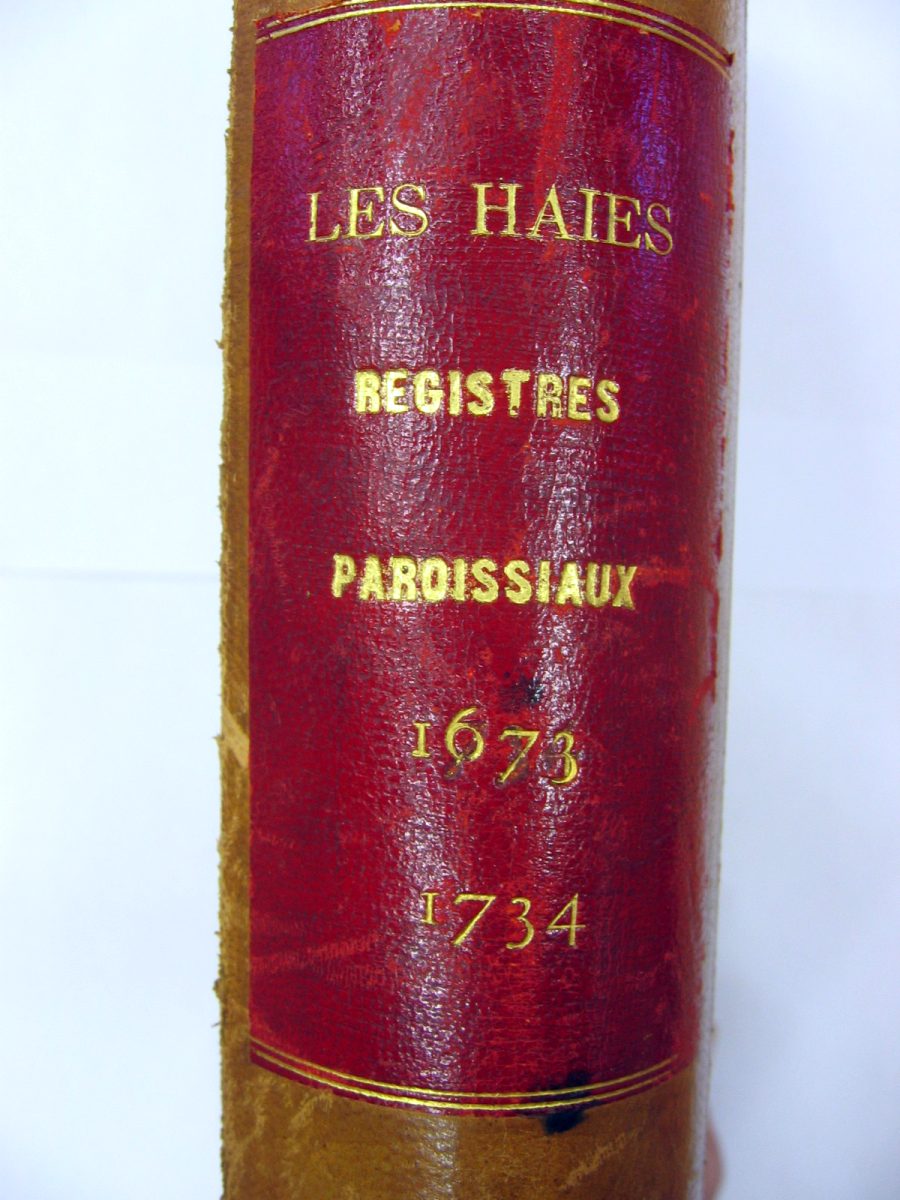 LES HAIES
REGISTRES
PAROISSIAUX
1673
1734